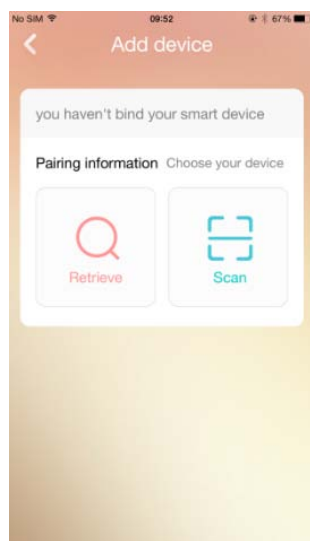 No SIM 09:52 67%
Add device
you haven't bind your smart device
Pairing information Choose your device
Retrieve Scan